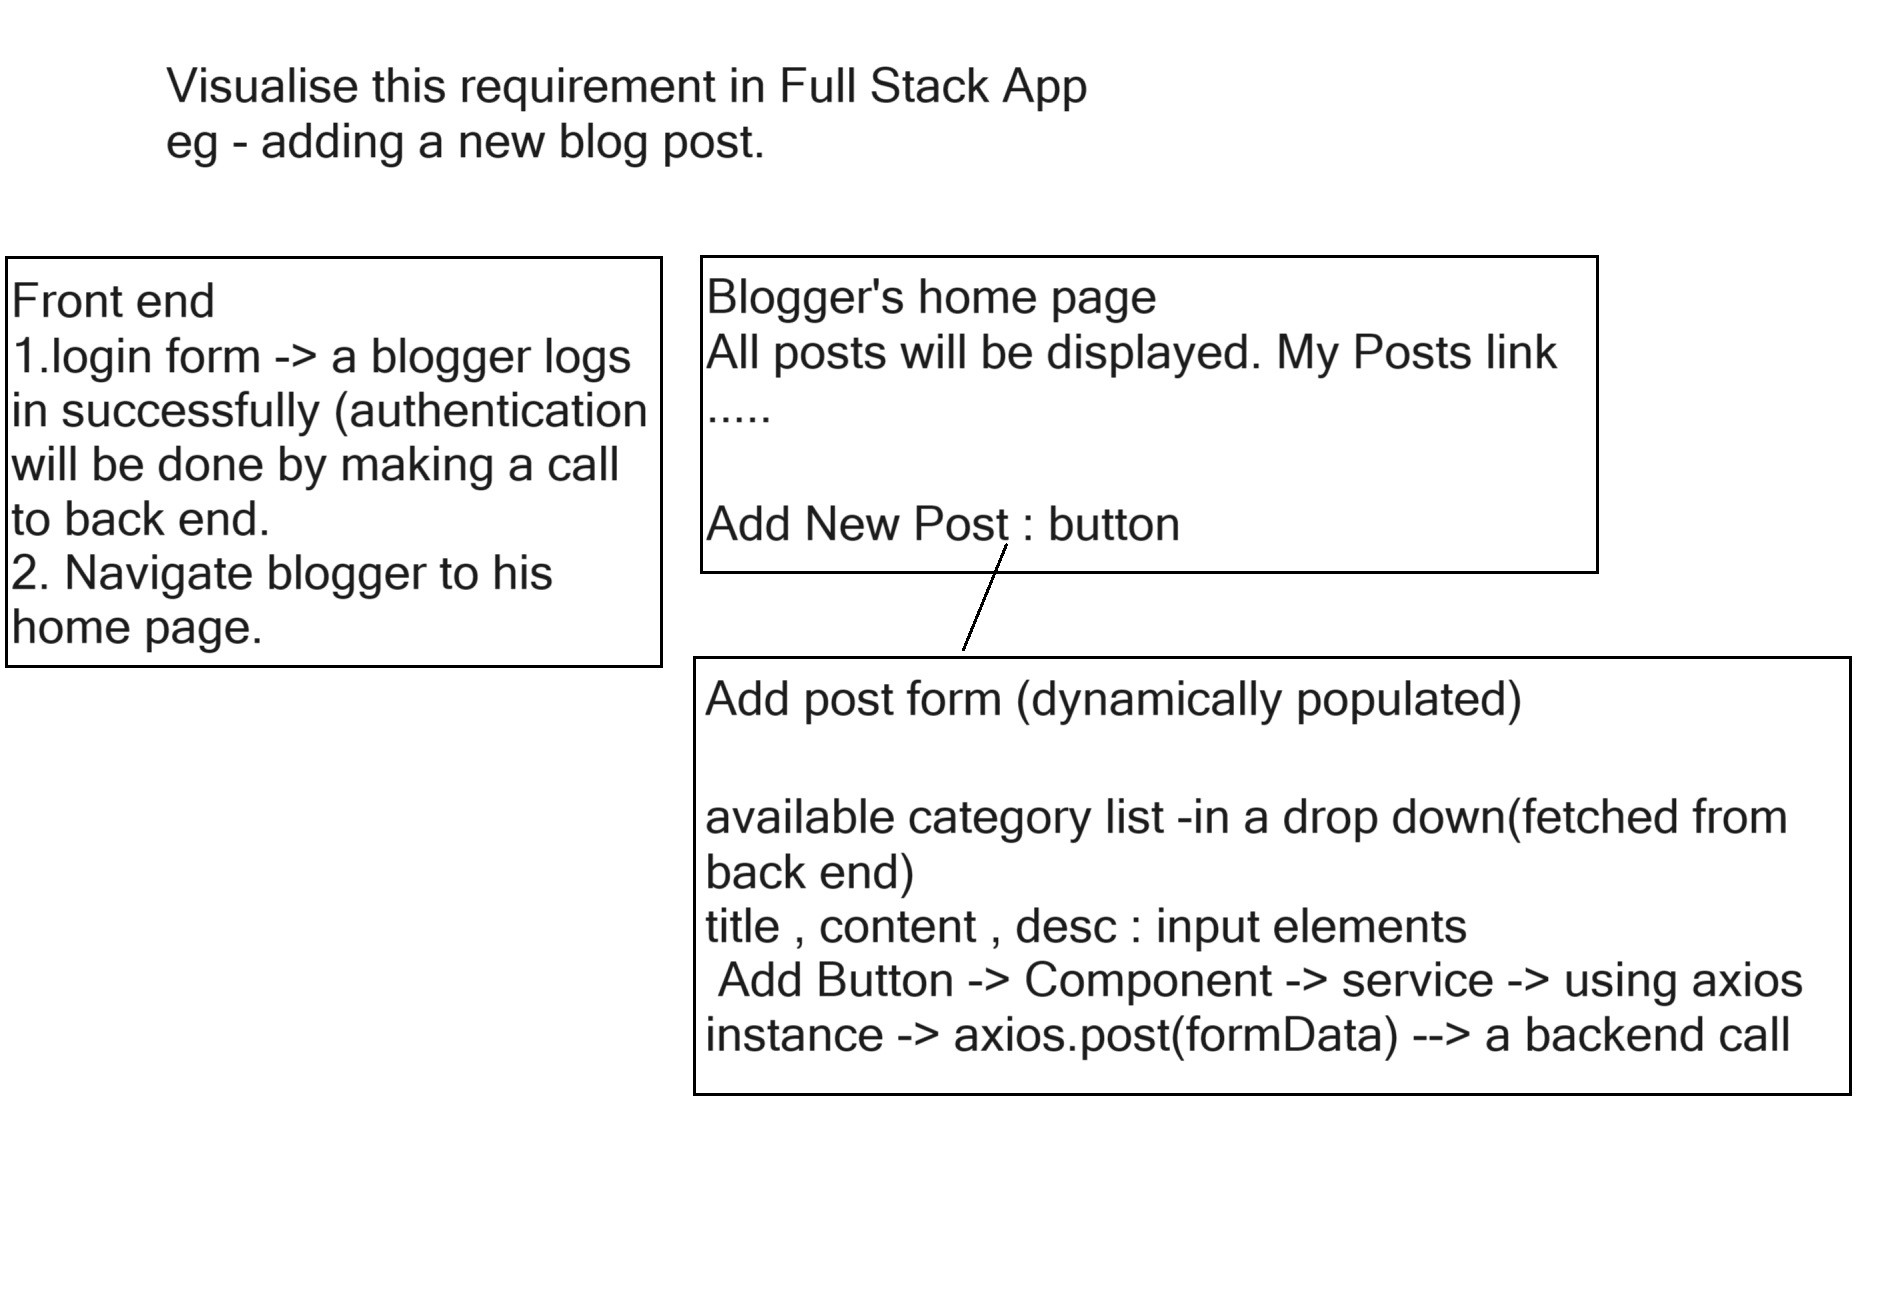 Visualise this requirement in Full Stack App
eg - adding a new blog post.
Front end
1.login form -> a blogger logs
in successfully (authentication
will be done by making a call
to back end.
2. Navigate blogger to his
home page.
Blogger's home page
All posts will be displayed. My Posts link
.....
Add New Post : button
Add post form (dynamically populated)
available category list -in a drop down(fetched from
back end)
title , content , desc : input elements
Add Button -> Component -> service -> using axios
instance -> axios.post(formData) --> a backend call